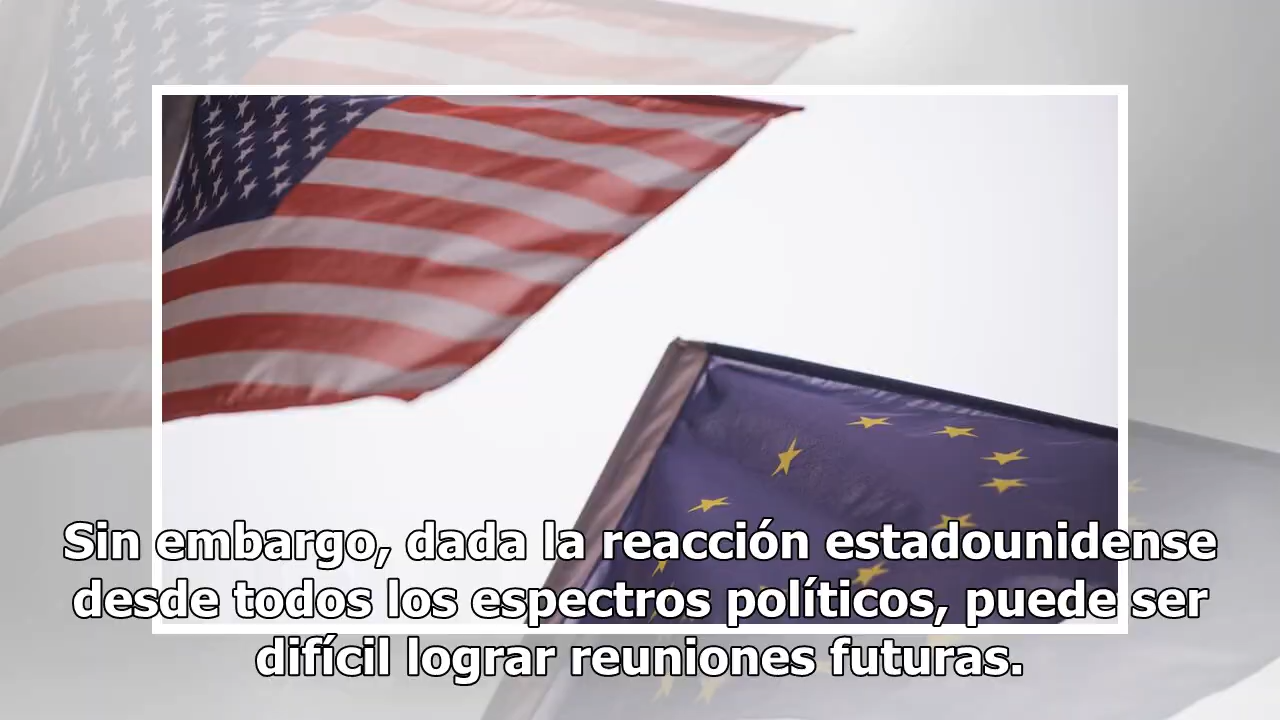 Sin embargo, dada la reacción estadounidense
desde todos los espectros políticos, puede ser
difícil lograr reuniones futuras.